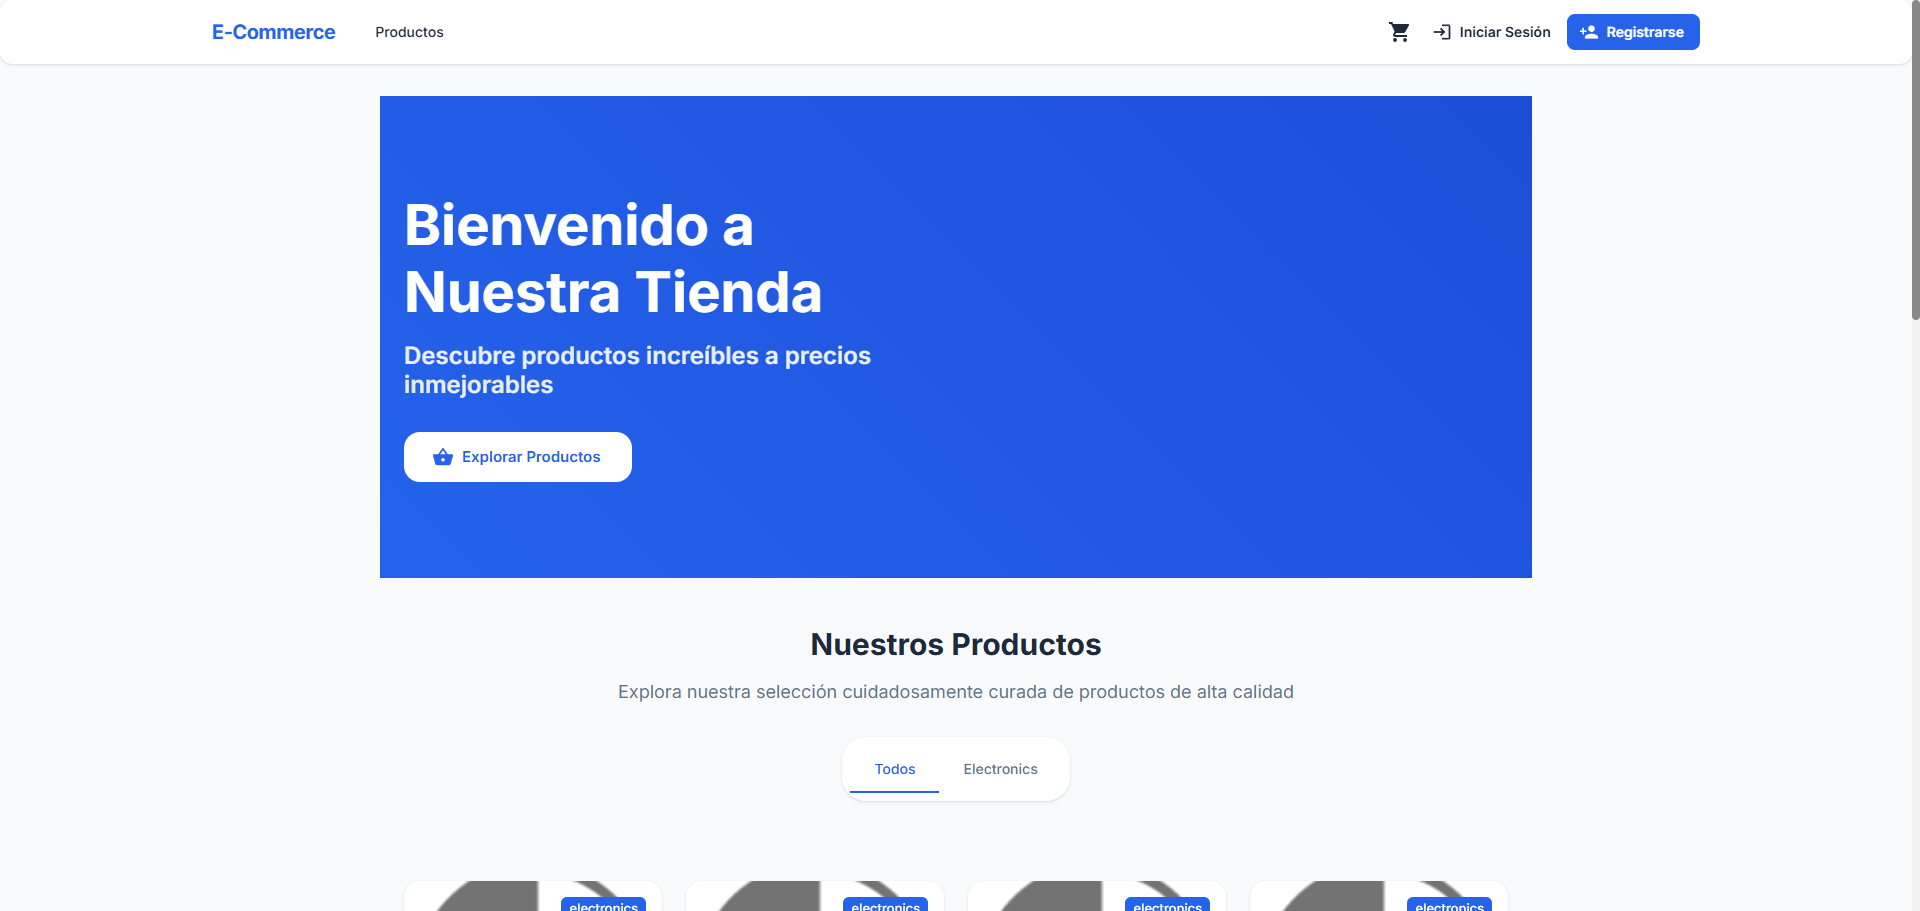 E-Commerce
Productos
Iniciar Sesión
Registrarse
Bienvenido a
Nuestra Tienda
Descubre productos increíbles a precios
inmejorables
Explorar Productos
Nuestros Productos
Explora nuestra selección cuidadosamente curada de productos de alta calidad
Todos
Electronics
electronics
electronics
electronics
electronics